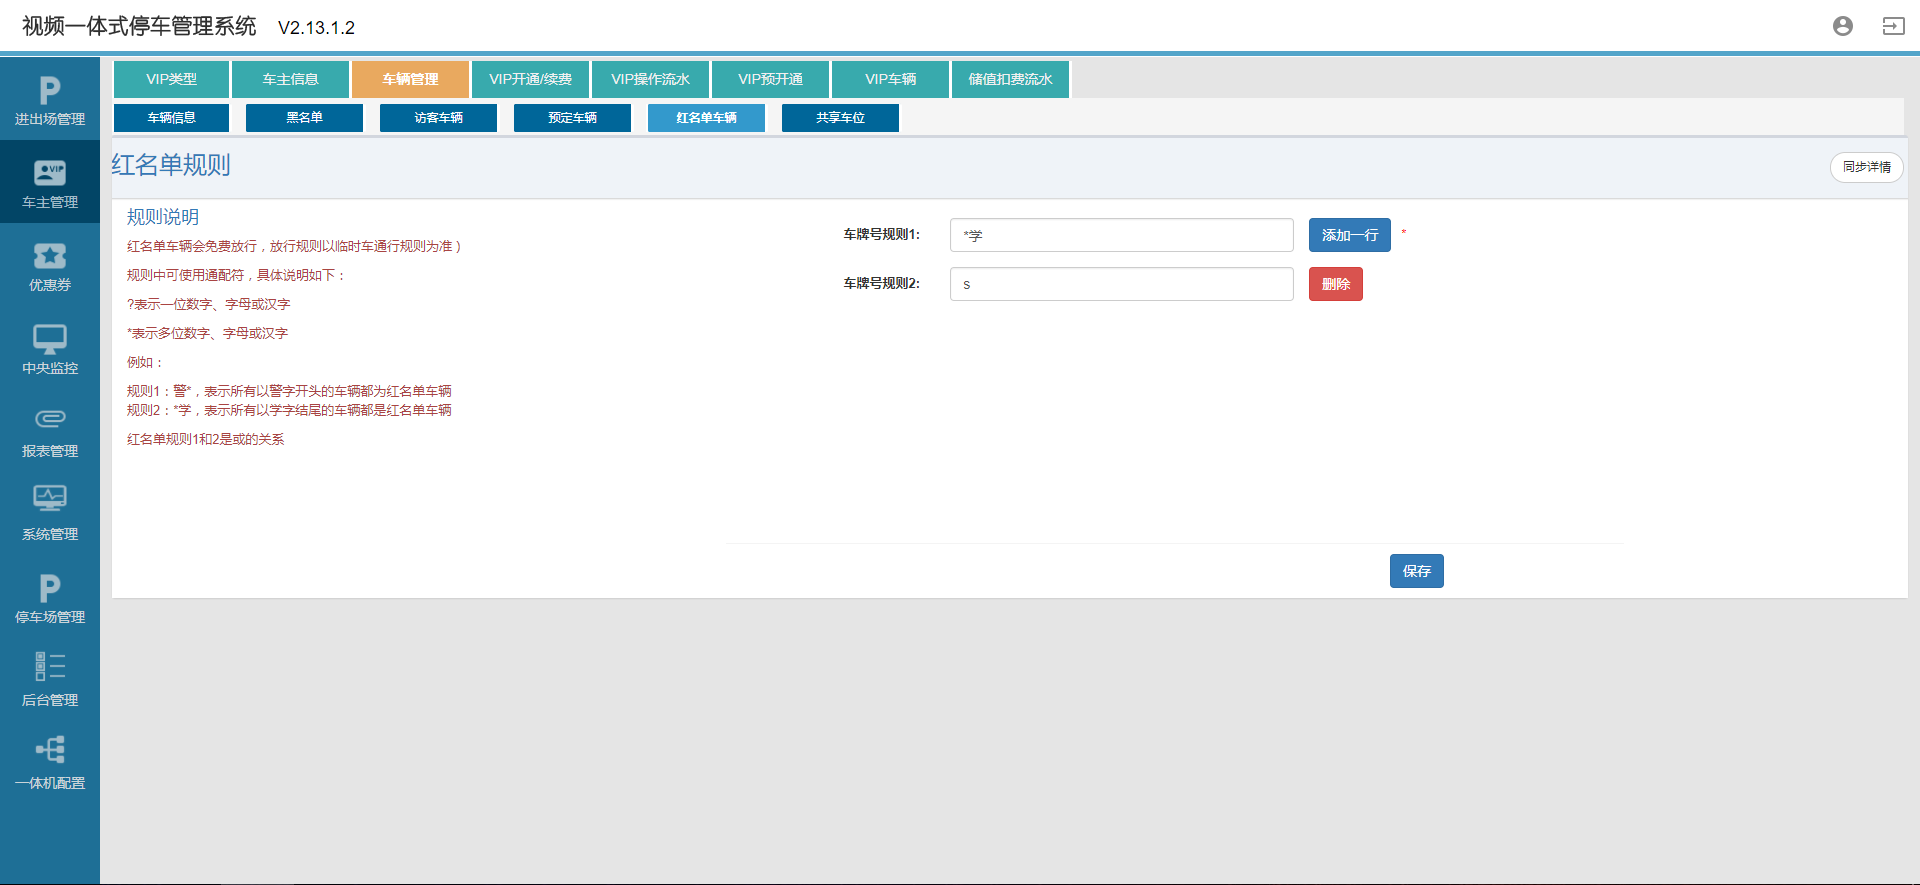 视频一体式停车管理系统 V2.13.1.2
VIP类型 车主信息 车辆管理 VIP开通/续费 VIP操作流水 VIP预开通 VIP车辆 储值扣费流水
车辆信息 黑名单 访客车辆 预定车辆 红名单车辆 共享车位
进出场管理
VIP
车主管理
优惠券
中央监控
报表管理
系统管理
停车场管理
后台管理
一体机配置
红名单规则
同步详情
规则说明
红名单车辆会免费放行，放行规则以临时车通行规则为准）
规则中可使用通配符，具体说明如下：
?表示一位数字、字母或汉字
*表示多位数字、字母或汉字
例如：
规则1：警*，表示所有以警字开头的车辆都为红名单车辆
规则2：*学，表示所有以学字结尾的车辆都是红名单车辆
红名单规则1和2是或的关系
车牌号规则1: *学 添加一行 *
车牌号规则2: s 删除
保存